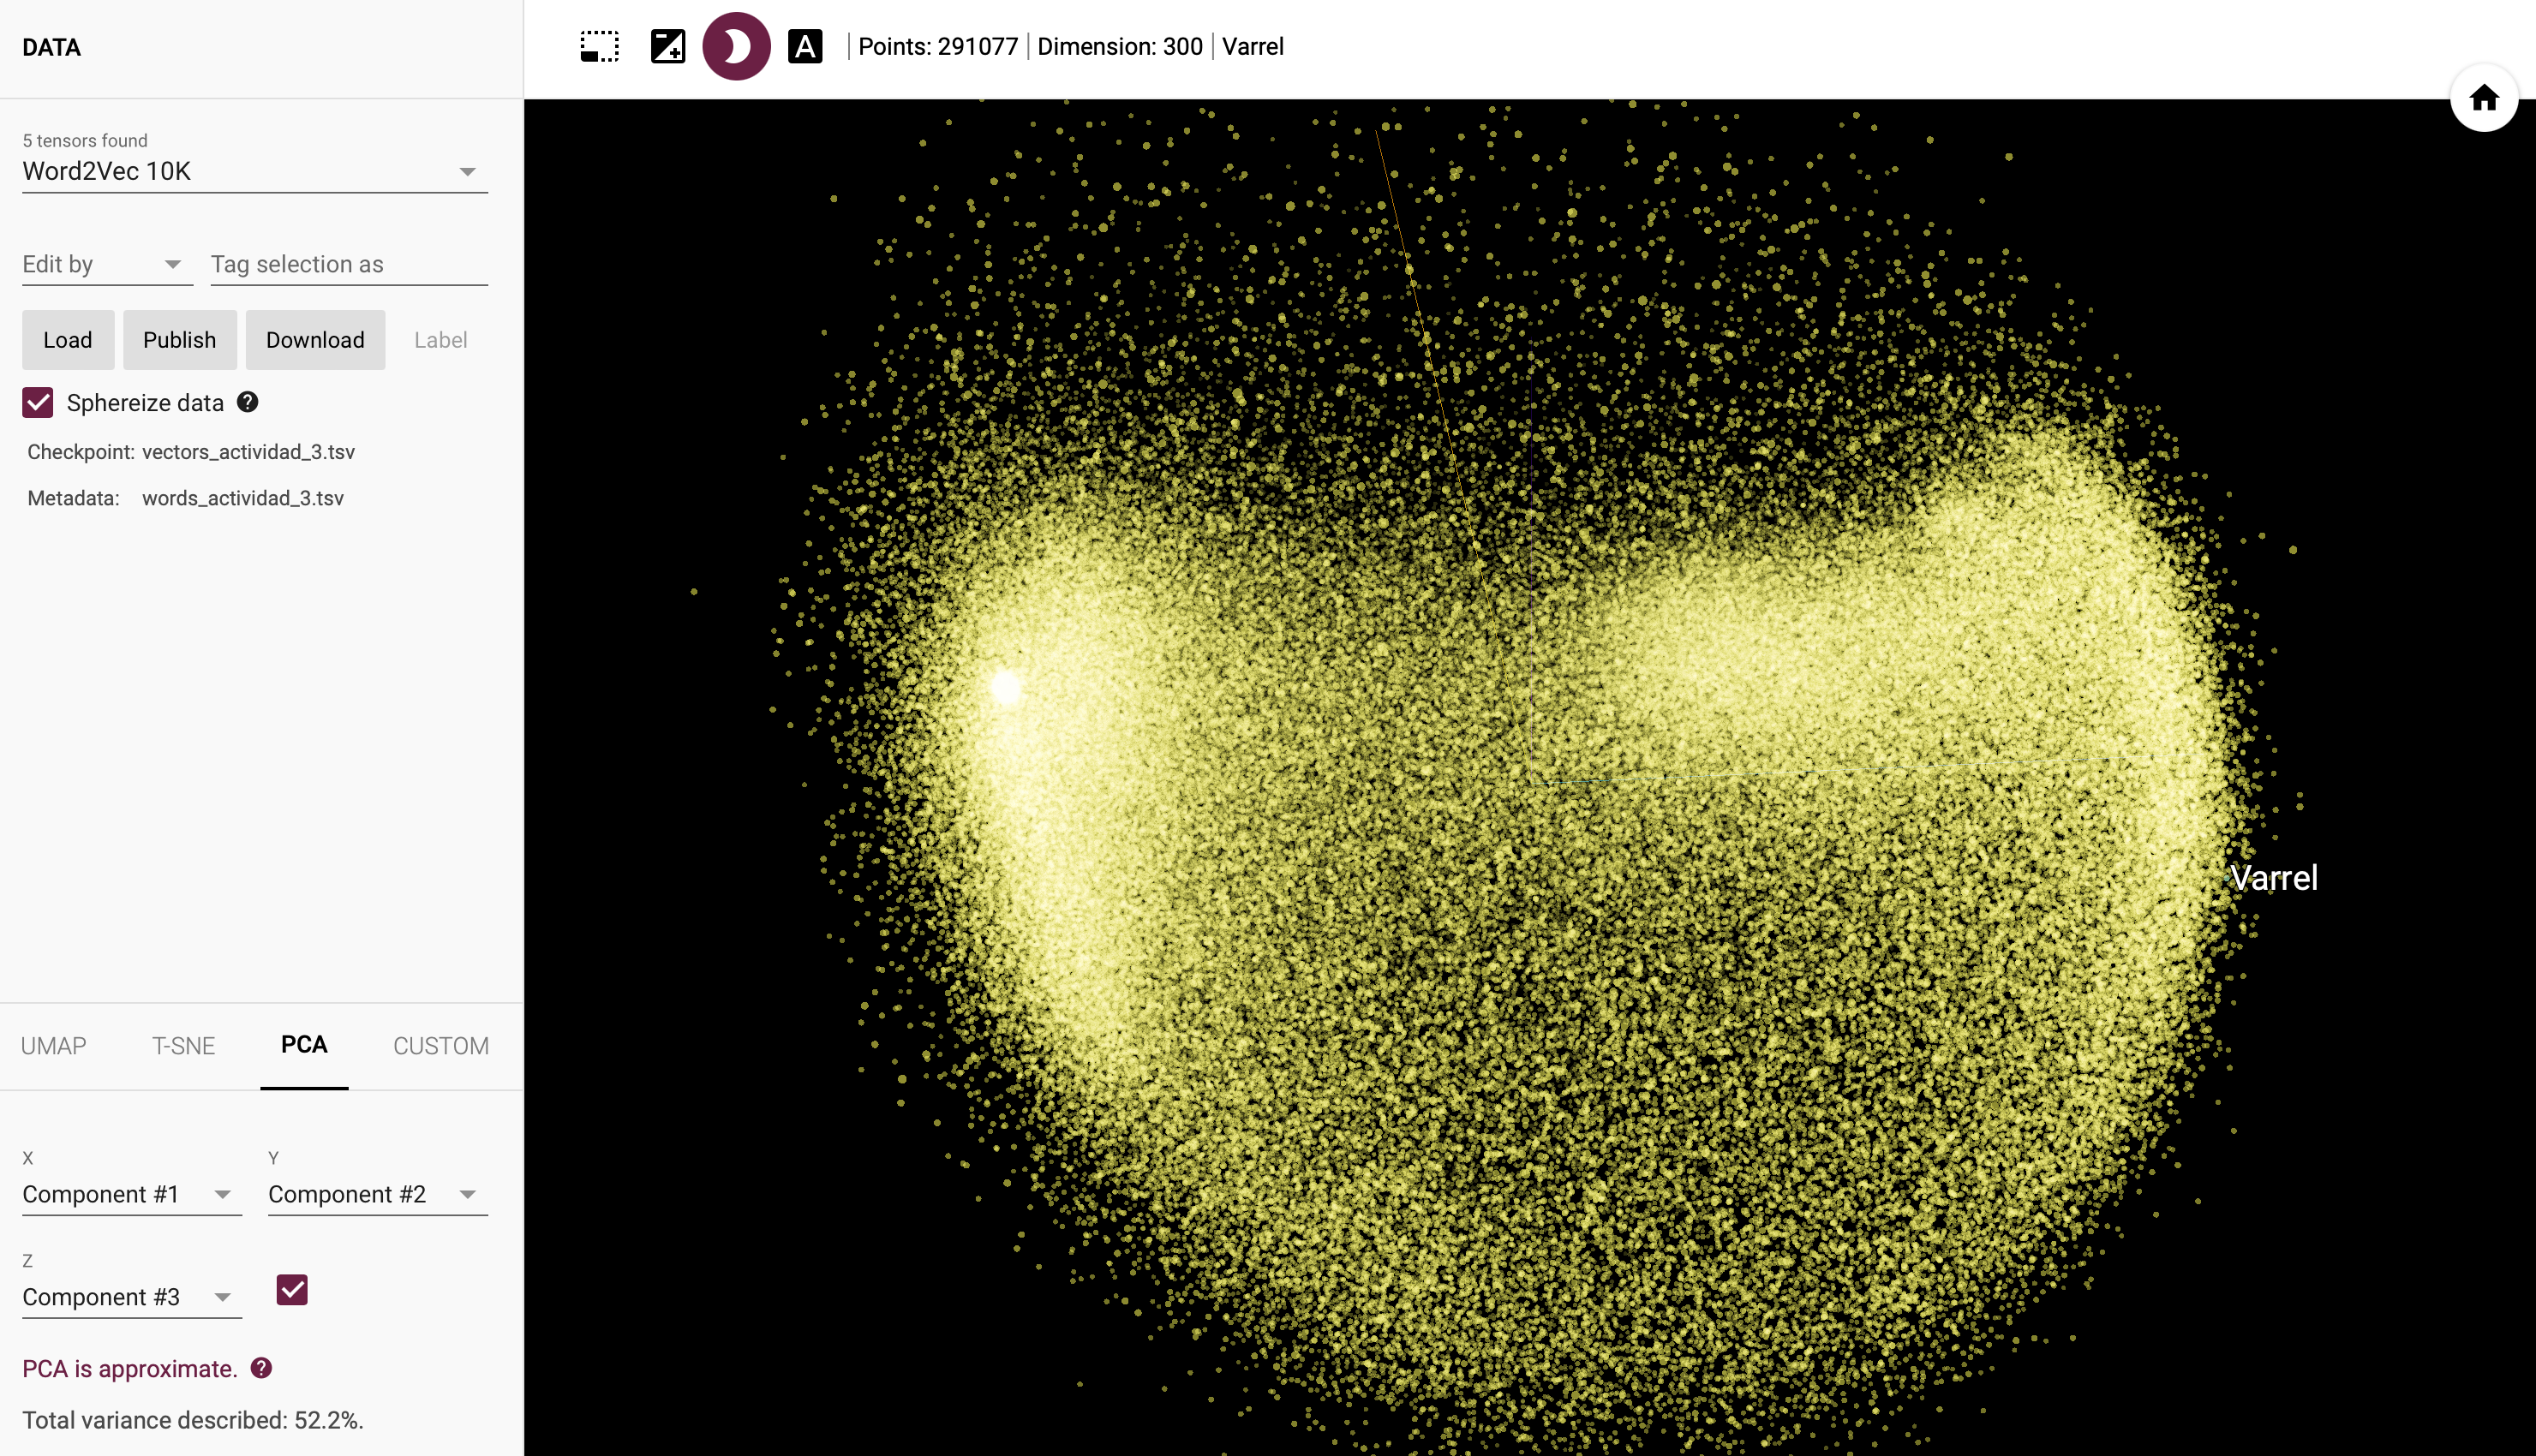 DATA
Points: 291077 | Dimension: 300 | Varrel
5 tensors found
Word2Vec 10K
Edit by
Tag selection as
Load
Publish
Download
Label
Sphereize data
Checkpoint: vectors_actividad_3.tsv
Metadata: words_actividad_3.tsv
Varrel
UMAP
T-SNE
PCA
CUSTOM
X
Y
Component #1
Component #2
Z
Component #3
PCA is approximate.
Total variance described: 52.2%.